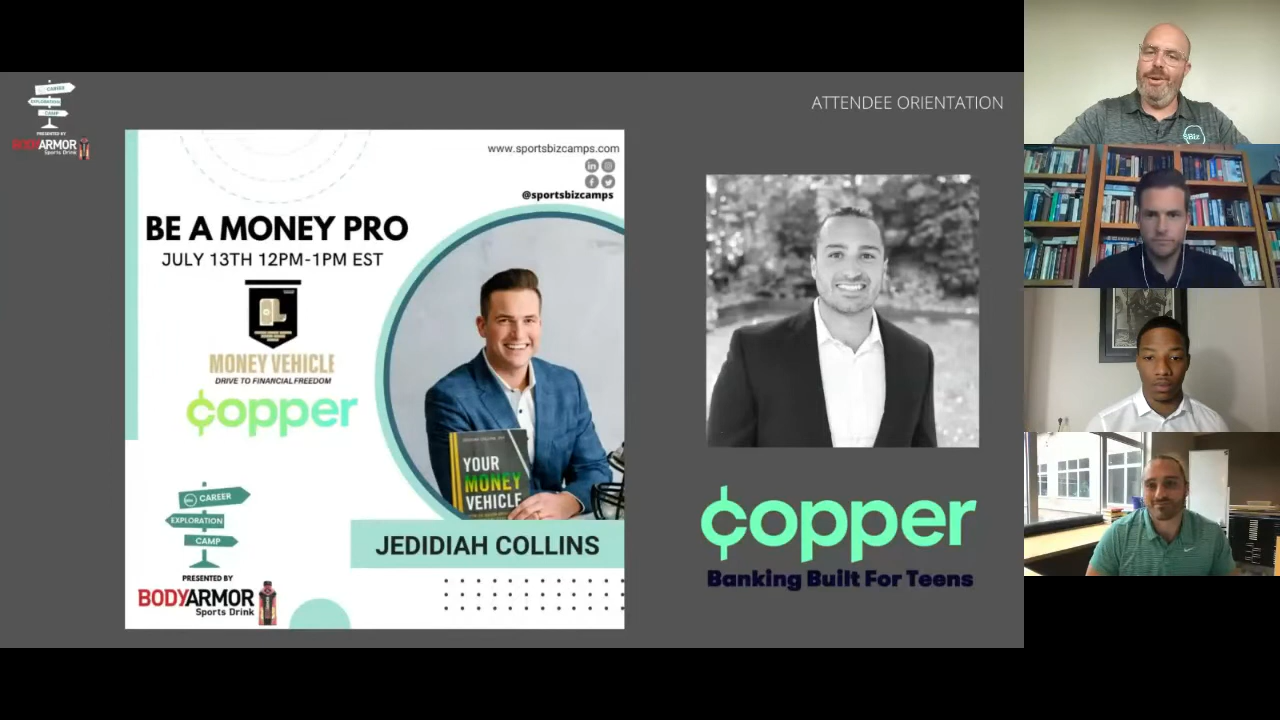 CAREER
EXPLORATION
CAMP
PRESENTED BY
BODYARMOR
Sports Drink
ATTENDEE ORIENTATION
www.sportsbizcamps.com
@sportsbizcamps
BE A MONEY PRO
JULY 13TH 12PM-1PM EST
MONEY VEHICLE
DRIVE TO FINANCIAL FREEDOM
copper
YOUR
MONEY
VEHICLE
CAREER
EXPLORATION
CAMP
PRESENTED BY
BODYARMOR
Sports Drink
JEDIDIAH COLLINS
copper
Banking Built For Teens